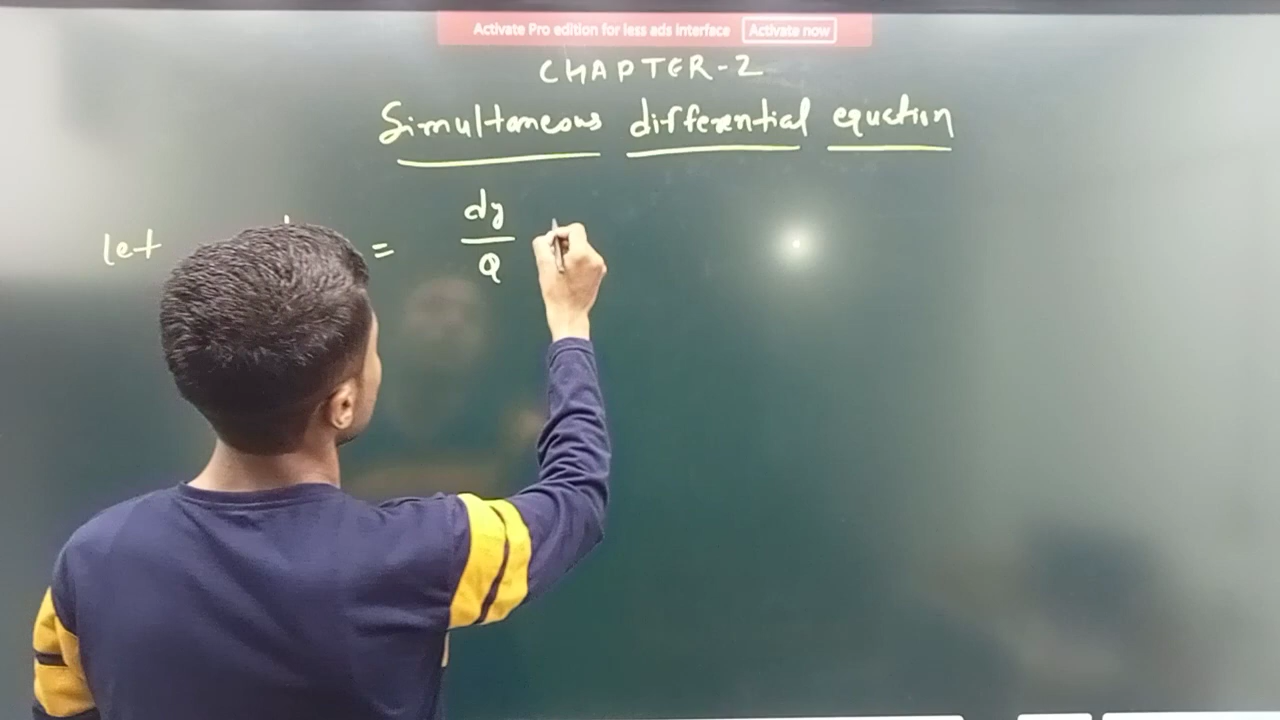 Activate Pro edition for less ads interface Activate now
CHAPTER-2
Simultaneous differential equation
let = dy
Q